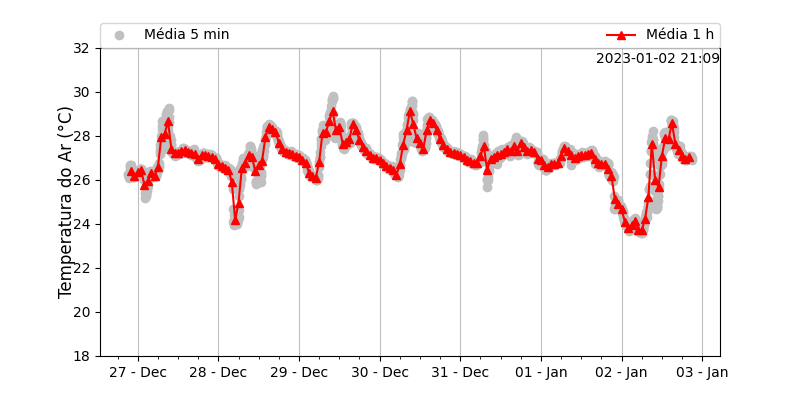 Média 5 min
Média 1 h
2023-01-02 21:09
Temperatura do Ar (°C)
32
30
28
26
24
22
20
18
27 - Dec
28 - Dec
29 - Dec
30 - Dec
31 - Dec
01 - Jan
02 - Jan
03 - Jan